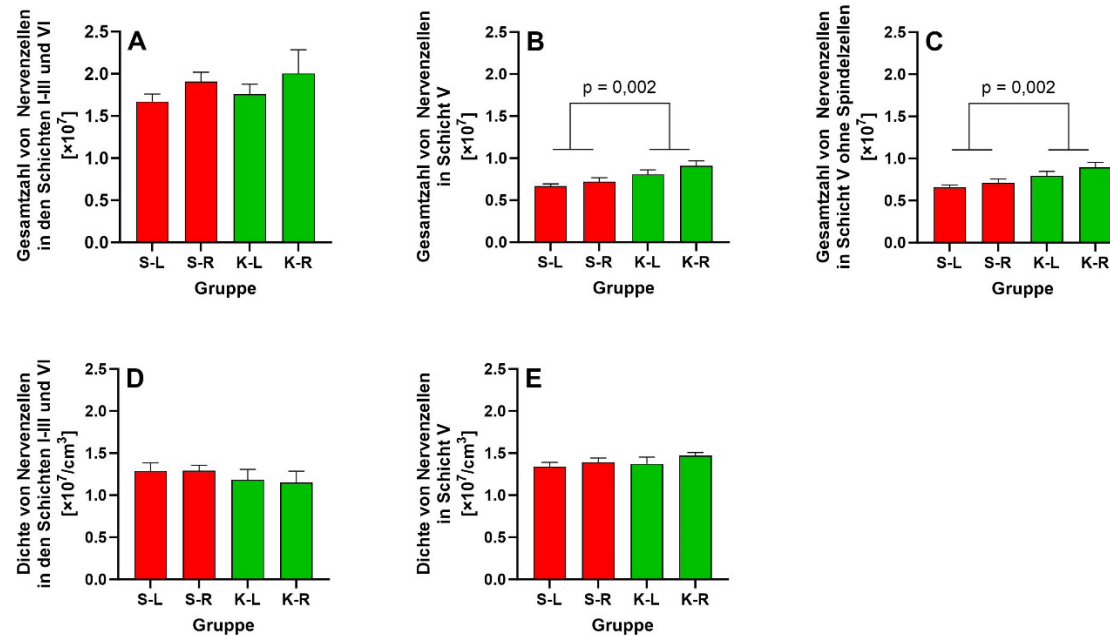 A
Gesamtzahl von Nervenzellen
in den Schichten I-III und VI
[×10⁷]
2.5
2.0
1.5
1.0
0.5
0.0
S-L S-R K-L K-R
Gruppe
B
Gesamtzahl von Nervenzellen
in Schicht V
[×10⁷]
2.5
2.0
1.5
1.0
0.5
0.0
p = 0,002
S-L S-R K-L K-R
Gruppe
C
Gesamtzahl von Nervenzellen
in Schicht V ohne Spindelzellen
[×10⁷]
2.5
2.0
1.5
1.0
0.5
0.0
p = 0,002
S-L S-R K-L K-R
Gruppe
D
Dichte von Nervenzellen
in den Schichten I-III und VI
[×10⁷/cm³]
2.5
2.0
1.5
1.0
0.5
0.0
S-L S-R K-L K-R
Gruppe
E
Dichte von Nervenzellen
in Schicht V
[×10⁷/cm³]
2.5
2.0
1.5
1.0
0.5
0.0
S-L S-R K-L K-R
Gruppe